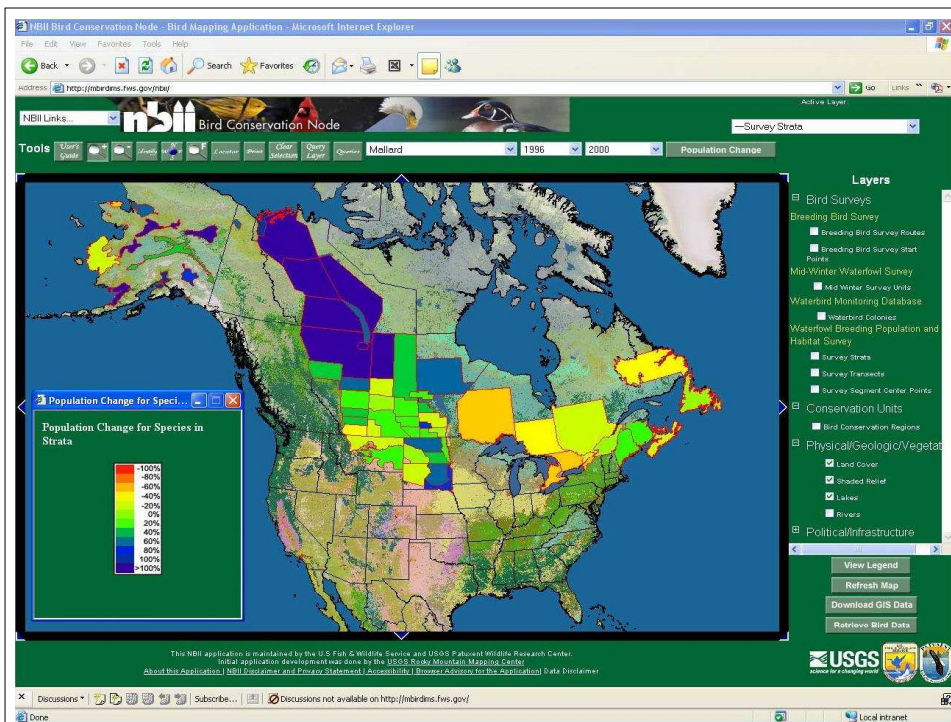 NBII Bird Conservation Node - Bird Mapping Application - Microsoft Internet Explorer
File Edit View Favorites Tools Help
Back Search Favorites
Address http://mbirdims.fws.gov/nbii/ Go Links
Active Layer:
NBII Links... nbii Bird Conservation Node —Survey Strata
Tools User's Guide Identify Locator Print Clear Selection Query Layer Queries Mallard 1996 2000 Population Change
Layers
Bird Surveys
Breeding Bird Survey
Breeding Bird Survey Routes
Breeding Bird Survey Start
Points
Mid-Winter Waterfowl Survey
Mid Winter Survey Units
Waterbird Monitoring Database
Waterbird Colonies
Waterfowl Breeding Population and
Habitat Survey
Survey Strata
Survey Transects
Survey Segment Center Points
Conservation Units
Bird Conservation Regions
Physical/Geologic/Vegetat
Land Cover
Shaded Relief
Lakes
Rivers
Political/Infrastructure
Population Change for Speci...
Population Change for Species in
Strata
-100%
-80%
-60%
-40%
-20%
0%
20%
40%
60%
80%
100%
>100%
View Legend
Refresh Map
Download GIS Data
Retrieve Bird Data
This NBII application is maintained by the U.S Fish & Wildlife Service and USGS Patuxent Wildlife Research Center.
Initial application development was done by the USGS Rocky Mountain Mapping Center
About this Application | NBII Disclaimer and Privacy Statement | Accessibility | Browser Advisory for the Application | Data Disclaimer
USGS
science for a changing world
Discussions Subscribe... Discussions not available on http://mbirdims.fws.gov/
Done Local intranet